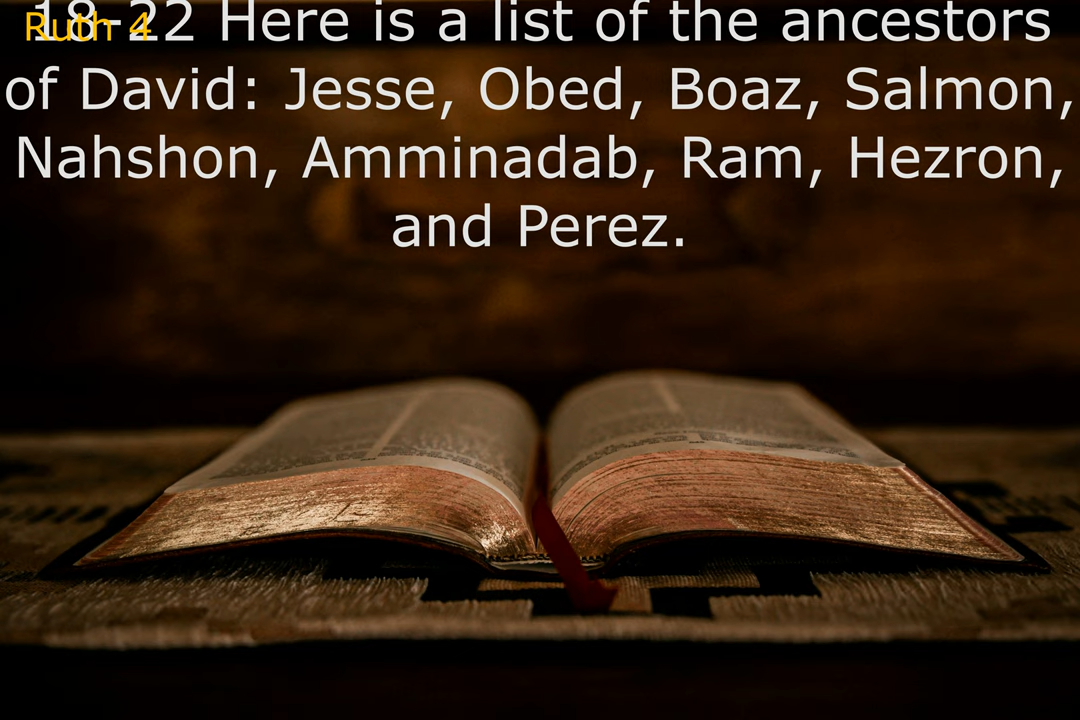 Ruth 4
18-22 Here is a list of the ancestors
of David: Jesse, Obed, Boaz, Salmon,
Nahshon, Amminadab, Ram, Hezron,
and Perez.